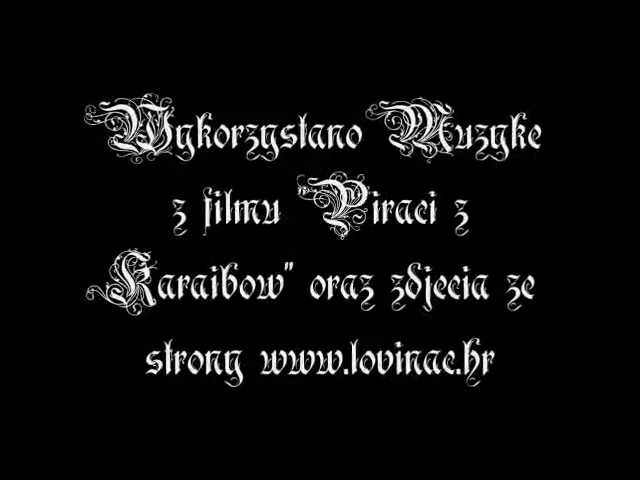 Wykorzystano Muzyke
z filmu "Piraci z
Karaibow" oraz zdjecia ze
strony www.lovinac.hr